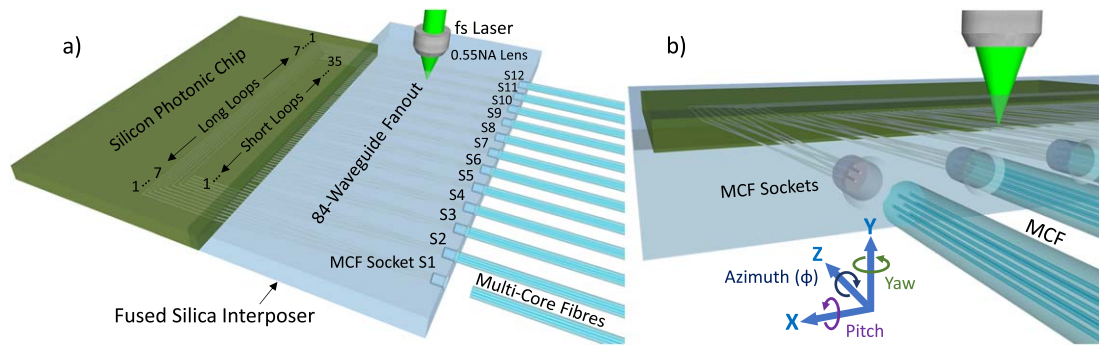 a)
fs Laser
0.55NA Lens
Silicon Photonic Chip
7...1
35
...
Long Loops
Short Loops
1... 7
1...
84-Waveguide Fanout
S12
S11
S10
S9
S8
S7
S6
S5
S4
S3
S2
MCF Socket S1
Multi-Core Fibres
Fused Silica Interposer
b)
MCF Sockets
MCF
Y
Z
Azimuth (ϕ)
Yaw
X
Pitch